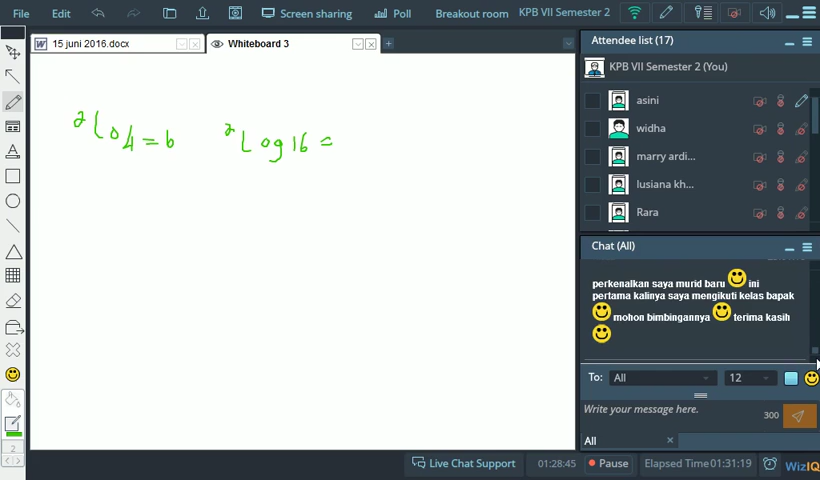 File Edit Screen sharing Poll Breakout room KPB VII Semester 2
15 juni 2016.docx Whiteboard 3
Attendee list (17)
KPB VII Semester 2 (You)
asini
widha
marry ardi...
lusiana kh...
Rara
²Lo4 = b ²Log16 =
Chat (All)
perkenalkan saya murid baru ini
pertama kalinya saya mengikuti kelas bapak
mohon bimbingannya terima kasih
To: All 12
Write your message here. 300
All
2
Live Chat Support 01:28:45 Pause Elapsed Time 01:31:19 WizIQ